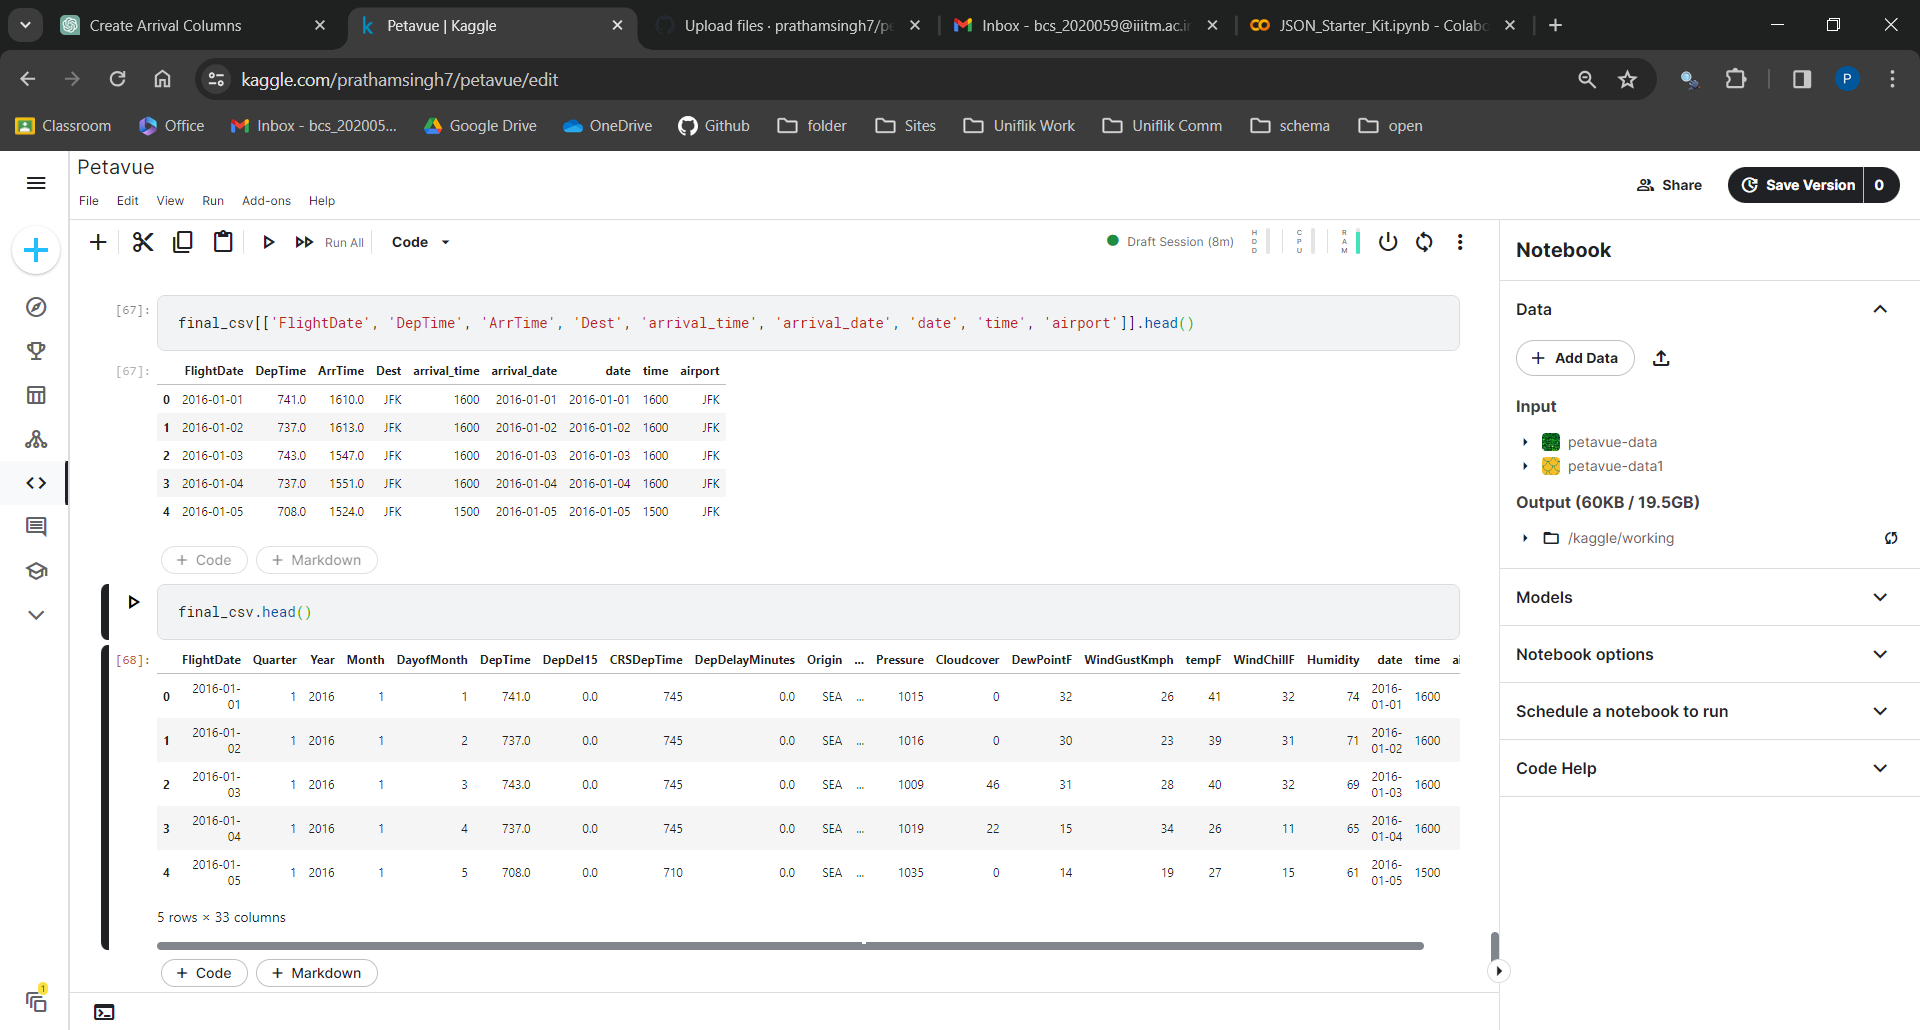 Create Arrival Columns
Petavue | Kaggle
Upload files · prathamsingh7/pe
Inbox - bcs_2020059@iiitm.ac.i
JSON_Starter_Kit.ipynb - Colabo
kaggle.com/prathamsingh7/petavue/edit
P
Classroom
Office
Inbox - bcs_202005...
Google Drive
OneDrive
Github
folder
Sites
Uniflik Work
Uniflik Comm
schema
open
Petavue
File Edit View Run Add-ons Help
Share
Save Version 0
Run All
Code
Draft Session (8m)
HDD
CPU
RAM
[67]:
final_csv[['FlightDate', 'DepTime', 'ArrTime', 'Dest', 'arrival_time', 'arrival_date', 'date', 'time', 'airport']].head()
[67]:
FlightDate DepTime ArrTime Dest arrival_time arrival_date date time airport
0 2016-01-01 741.0 1610.0 JFK 1600 2016-01-01 2016-01-01 1600 JFK
1 2016-01-02 737.0 1613.0 JFK 1600 2016-01-02 2016-01-02 1600 JFK
2 2016-01-03 743.0 1547.0 JFK 1600 2016-01-03 2016-01-03 1600 JFK
3 2016-01-04 737.0 1551.0 JFK 1600 2016-01-04 2016-01-04 1600 JFK
4 2016-01-05 708.0 1524.0 JFK 1500 2016-01-05 2016-01-05 1500 JFK
+ Code + Markdown
final_csv.head()
[68]:
FlightDate Quarter Year Month DayofMonth DepTime DepDel15 CRSDepTime DepDelayMinutes Origin ... Pressure Cloudcover DewPointF WindGustKmph tempF WindChillF Humidity date time ai
0 2016-01-01 1 2016 1 1 741.0 0.0 745 0.0 SEA ... 1015 0 32 26 41 32 74 2016-01-01 1600
1 2016-01-02 1 2016 1 2 737.0 0.0 745 0.0 SEA ... 1016 0 30 23 39 31 71 2016-01-02 1600
2 2016-01-03 1 2016 1 3 743.0 0.0 745 0.0 SEA ... 1009 46 31 28 40 32 69 2016-01-03 1600
3 2016-01-04 1 2016 1 4 737.0 0.0 745 0.0 SEA ... 1019 22 15 34 26 11 65 2016-01-04 1600
4 2016-01-05 1 2016 1 5 708.0 0.0 710 0.0 SEA ... 1035 0 14 19 27 15 61 2016-01-05 1500
5 rows × 33 columns
+ Code + Markdown
1
Notebook
Data
+ Add Data
Input
petavue-data
petavue-data1
Output (60KB / 19.5GB)
/kaggle/working
Models
Notebook options
Schedule a notebook to run
Code Help